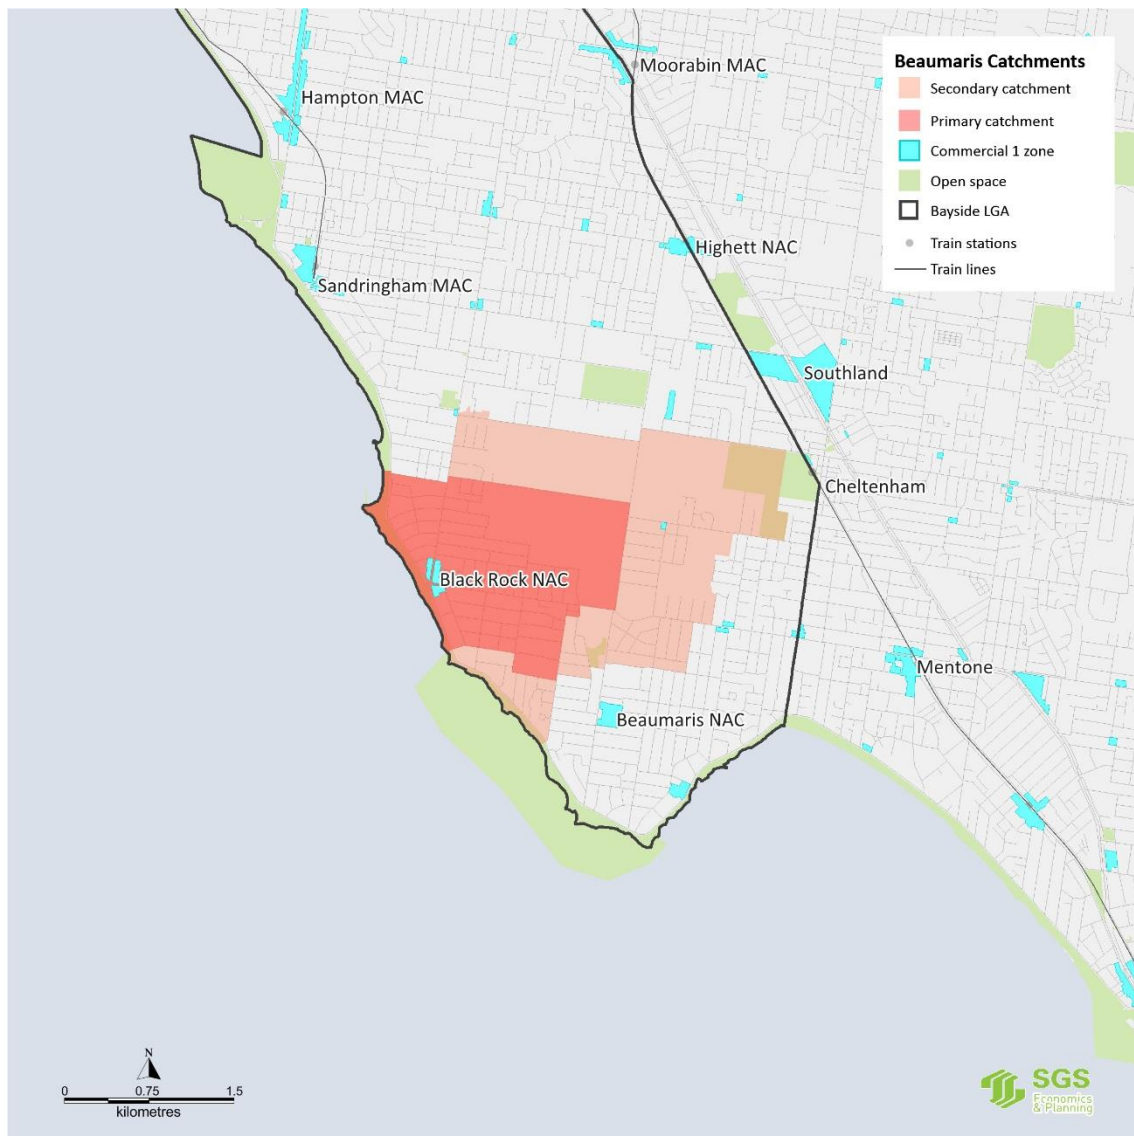 Moorabin MAC
Hampton MAC
Beaumaris Catchments
Secondary catchment
Primary catchment
Commercial 1 zone
Open space
Bayside LGA
Train stations
Train lines
Highett NAC
Sandringham MAC
Southland
Cheltenham
Black Rock NAC
Mentone
Beaumaris NAC
N
0 0.75 1.5
kilometres
SGS
Economics
& Planning